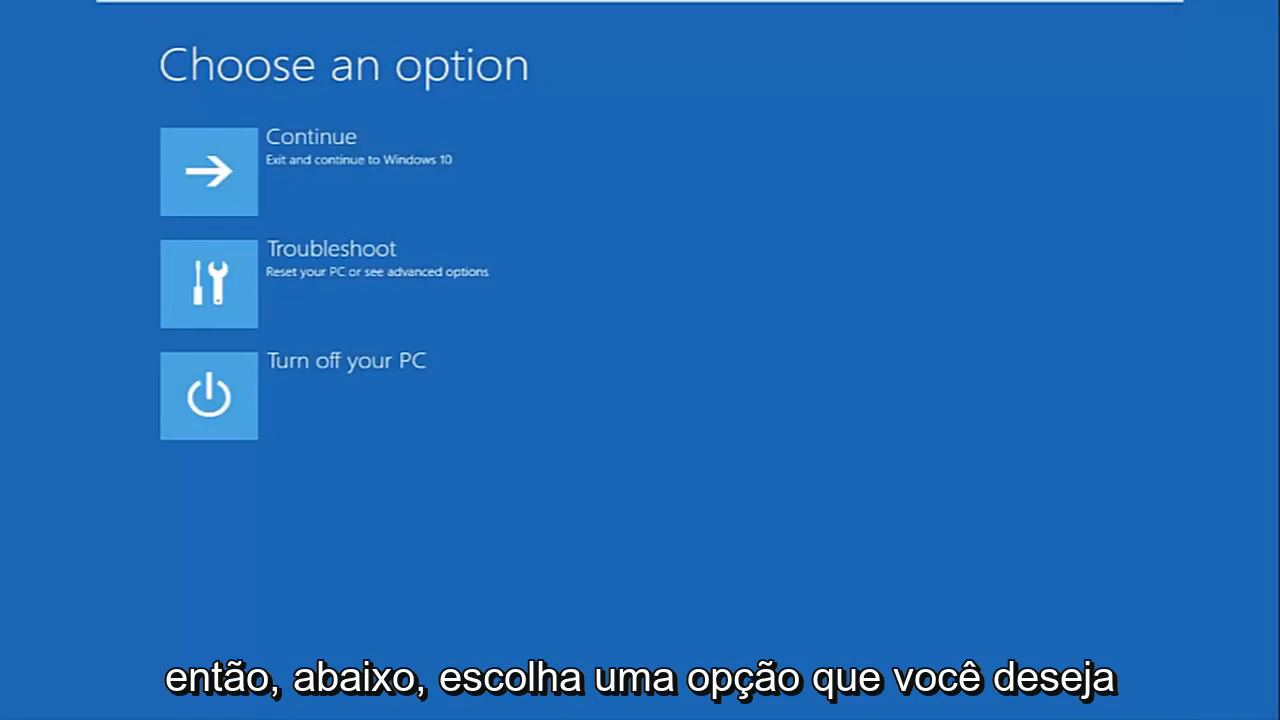 Choose an option
Continue
Exit and continue to Windows 10
Troubleshoot
Reset your PC or see advanced options
Turn off your PC
então, abaixo, escolha uma opção que você deseja